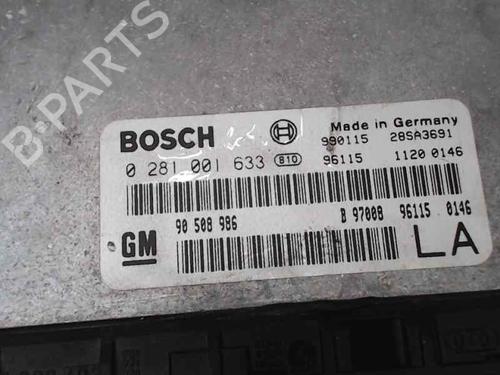 B-PARTS
BOSCH
Made in Germany
990115 28SA3691
0 281 001 633 810 96115 1120 0146
GM 90 508 986 B 97008 96115 0146
LA